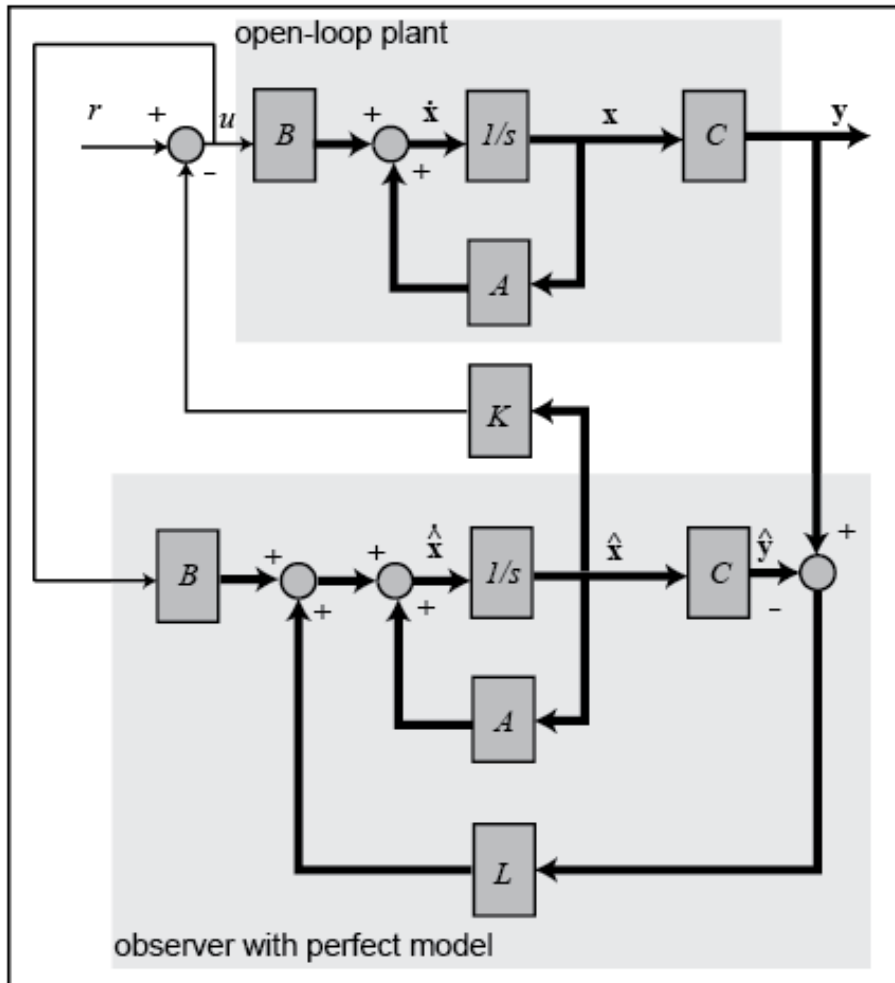 open-loop plant
r + u B + ẋ 1/s x C y
- +
A
K
B + + x̂̇ 1/s x̂ C ŷ +
+ + -
A
L
observer with perfect model